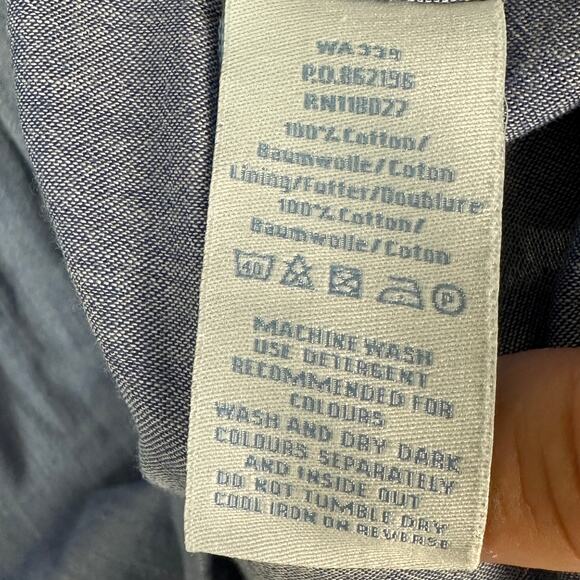 WA339
P.O.862196
RN118027
100% Cotton/
Baumwolle/Coton
Lining/Futter/Doublure
100% Cotton/
Baumwolle/Coton
40 P
MACHINE WASH
USE DETERGENT
RECOMMENDED FOR
COLOURS
WASH AND DRY DARK
COLOURS SEPARATELY
AND INSIDE OUT
DO NOT TUMBLE DRY
COOL IRON ON REVERSE